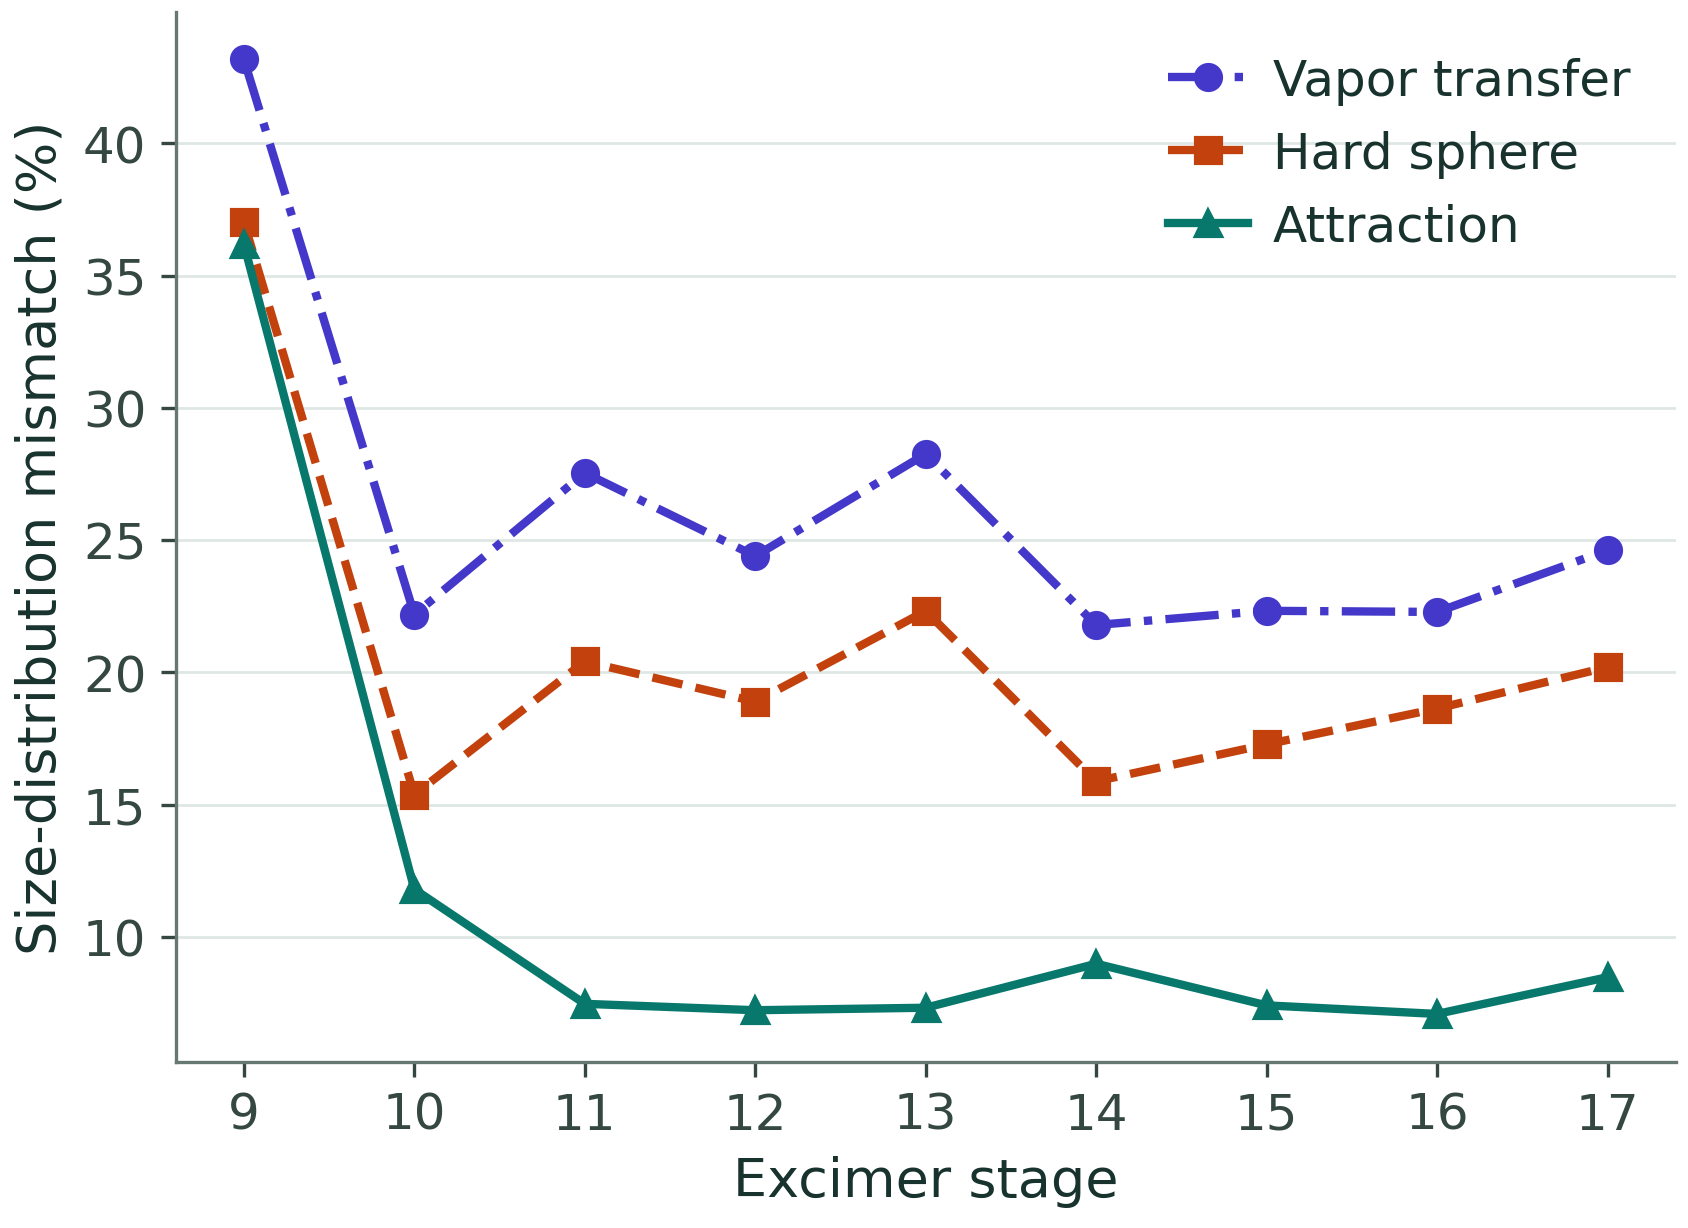 Vapor transfer
Hard sphere
Attraction
Size-distribution mismatch (%)
40
35
30
25
20
15
10
9 10 11 12 13 14 15 16 17
Excimer stage